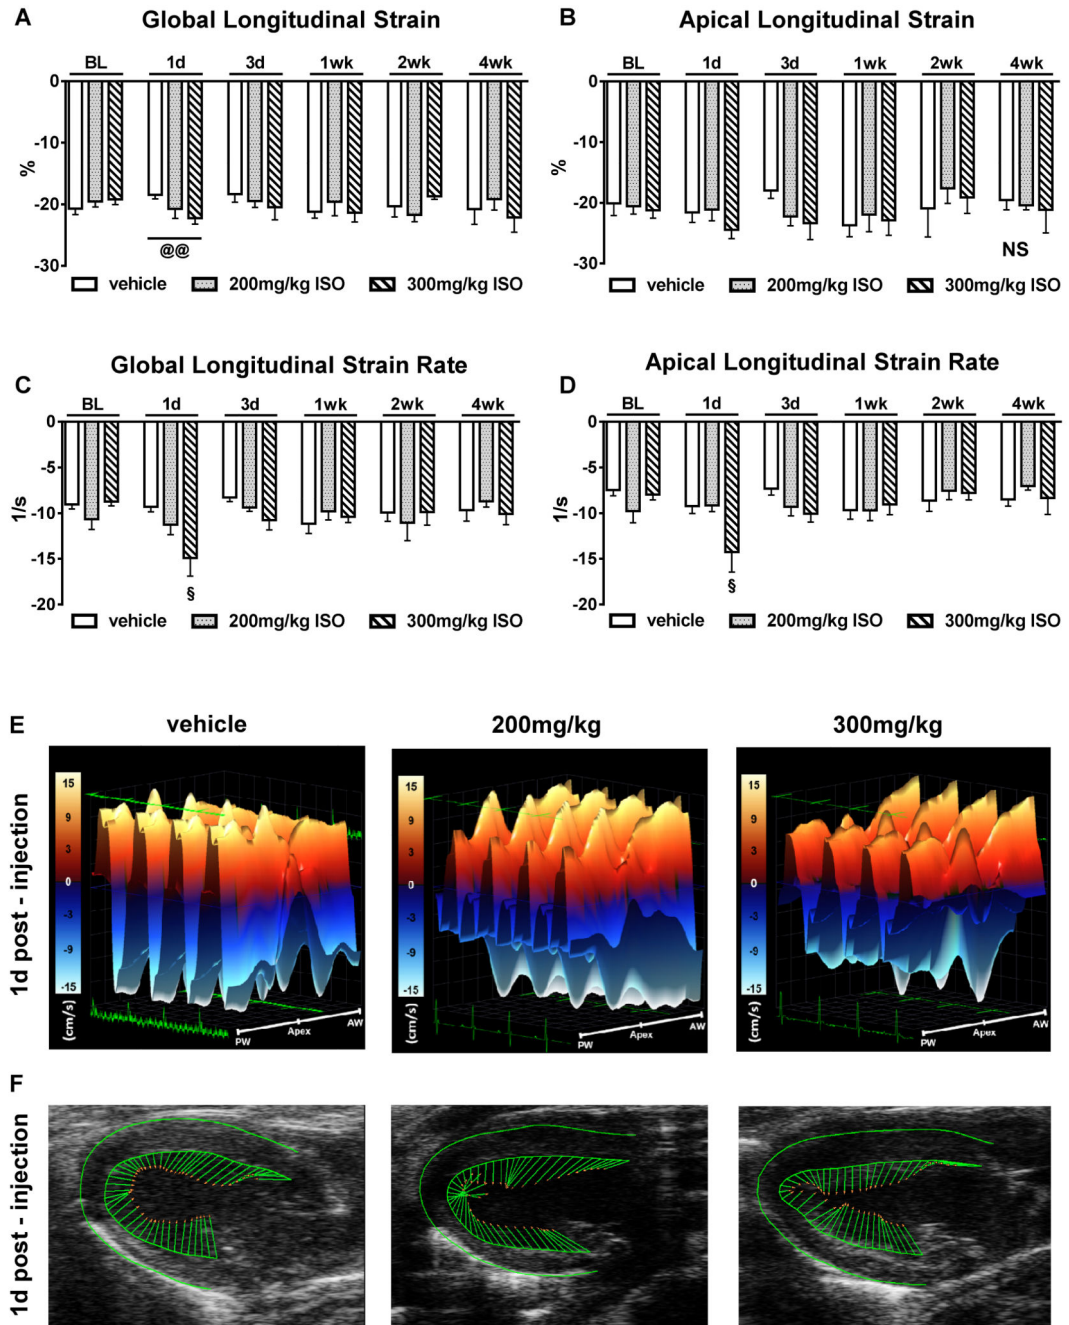 A Global Longitudinal Strain
BL 1d 3d 1wk 2wk 4wk
0
-10
%
-20
-30
@@
vehicle 200mg/kg ISO 300mg/kg ISO
B Apical Longitudinal Strain
BL 1d 3d 1wk 2wk 4wk
0
-10
%
-20
-30
NS
vehicle 200mg/kg ISO 300mg/kg ISO
C Global Longitudinal Strain Rate
BL 1d 3d 1wk 2wk 4wk
0
-5
1/s
-10
-15
-20
§
vehicle 200mg/kg ISO 300mg/kg ISO
D Apical Longitudinal Strain Rate
BL 1d 3d 1wk 2wk 4wk
0
-5
1/s
-10
-15
-20
§
vehicle 200mg/kg ISO 300mg/kg ISO
E vehicle 200mg/kg 300mg/kg
1d post - injection
15
9
3
0
-3
-9
-15
(cm/s)
PW Apex AW
15
9
3
0
-3
-9
-15
(cm/s)
PW Apex AW
15
9
3
0
-3
-9
-15
(cm/s)
PW Apex AW
F
1d post - injection